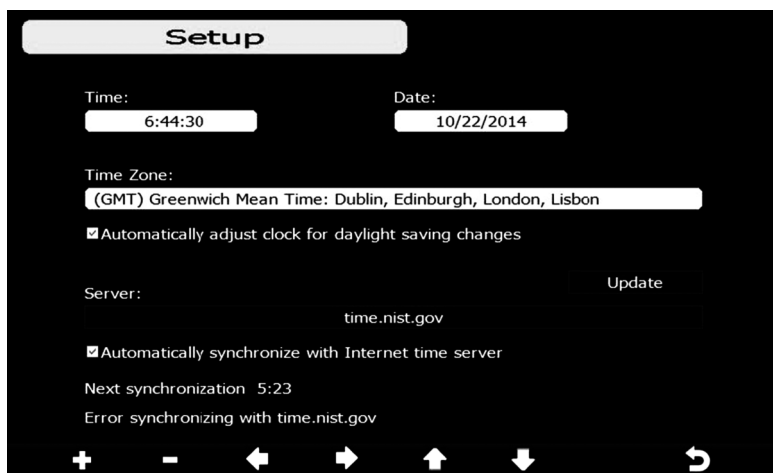 Setup
Time:
Date:
6:44:30
10/22/2014
Time Zone:
(GMT) Greenwich Mean Time: Dublin, Edinburgh, London, Lisbon
Automatically adjust clock for daylight saving changes
Update
Server:
time.nist.gov
Automatically synchronize with Internet time server
Next synchronization 5:23
Error synchronizing with time.nist.gov